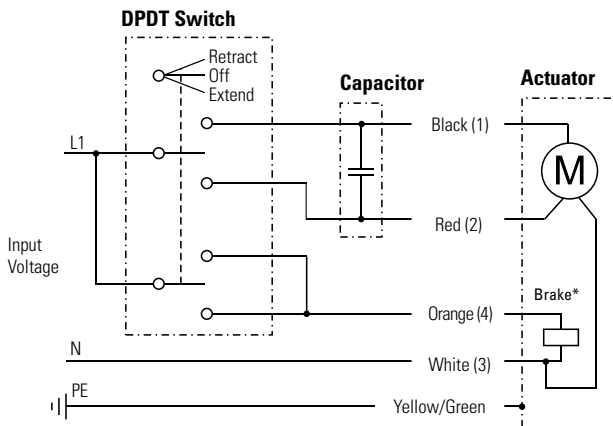 DPDT Switch
Retract
Off
Extend
Capacitor
Actuator
L1
Black (1)
M
Red (2)
Input
Voltage
Brake*
Orange (4)
N
White (3)
PE
Yellow/Green